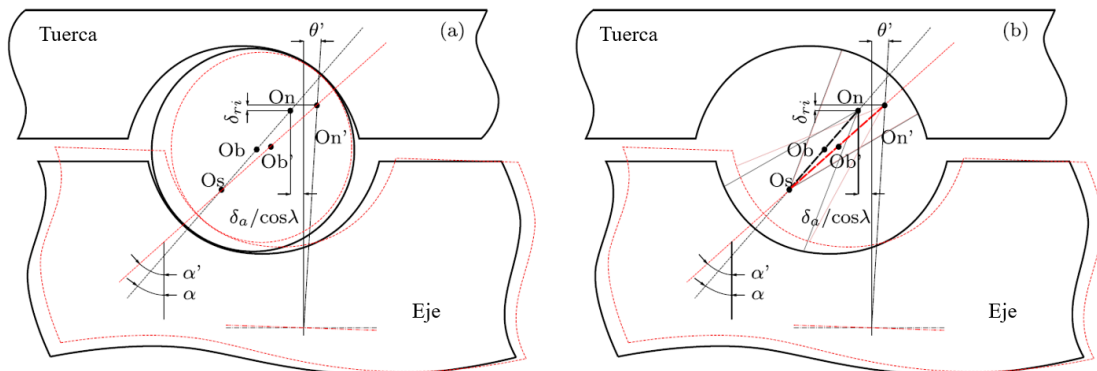 Tuerca
θ'
(a)
On
δri
On'
Ob
Ob'
Os
δa/cosλ
α'
α
Eje
Tuerca
θ'
(b)
On
δri
On'
Ob
Ob'
Os
δa/cosλ
α'
α
Eje